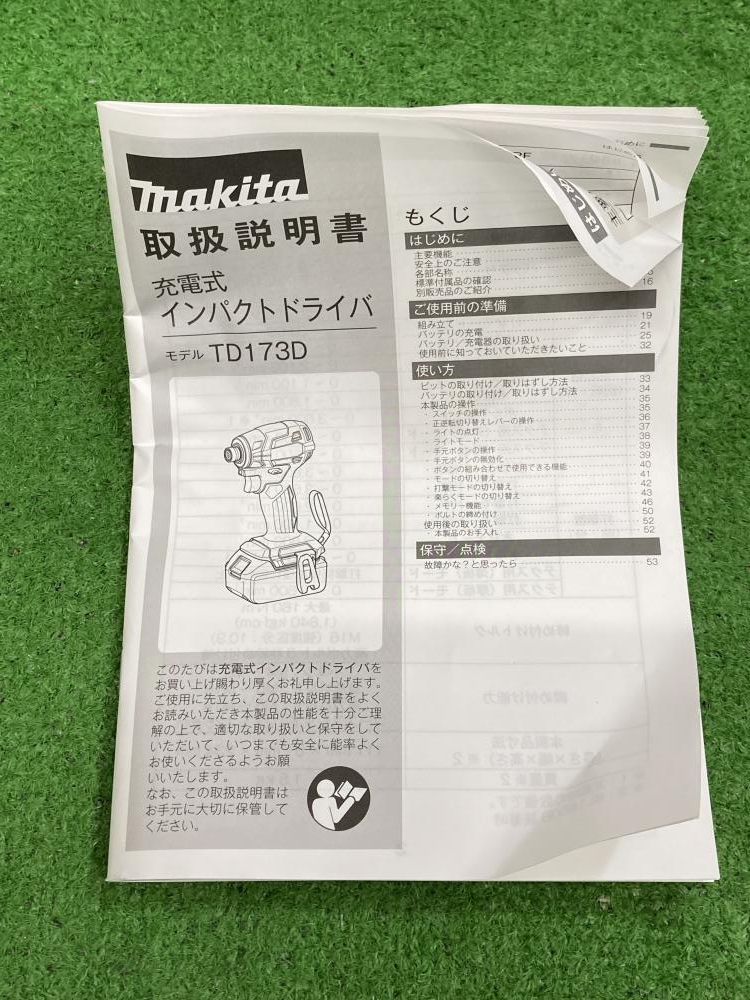 makita
取扱説明書
充電式
インパクトドライバ
モデル TD173D
このたびは充電式インパクトドライバを
お買い上げ賜わり厚くお礼申し上げます。
ご使用に先立ち、この取扱説明書をよく
お読みいただき本製品の性能を十分ご理
解の上で、適切な取り扱いと保守をして
いただいて、いつまでも安全に能率よく
お使いくださるようお願
いいたします。
なお、この取扱説明書は
お手元に大切に保管して
ください。
もくじ
はじめに
主要機能
安全上のご注意
各部名称
標準付属品の確認 16
別販売品のご紹介
ご使用前の準備
組み立て 19
バッテリの充電 21
バッテリ/充電器の取り扱い 25
使用前に知っておいていただきたいこと 32
使い方
ビットの取り付け/取りはずし方法 33
バッテリの取り付け/取りはずし方法 34
本製品の操作 35
・スイッチの操作 35
・正逆転切り替えレバーの操作 36
・ライトの点灯 37
・ライトモード 38
・手元ボタンの操作 39
・手元ボタンの無効化 39
・ボタンの組み合わせで使用できる機能 40
・モードの切り替え 41
・打撃モードの切り替え 42
・楽らくモードの切り替え 43
・メモリー機能 46
・ボルトの締め付け 50
使用後の取り扱い 52
・本製品のお手入れ 52
保守/点検
故障かな?と思ったら 53
はじめ